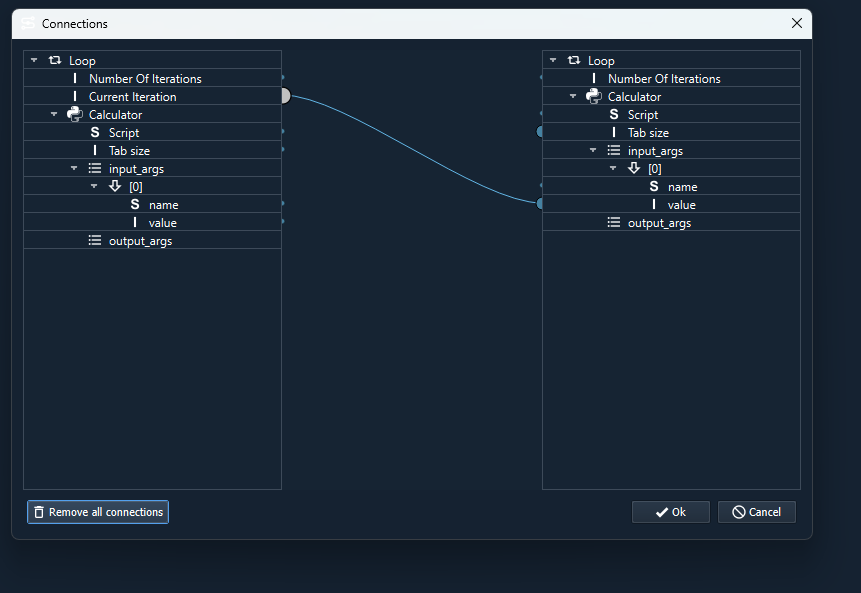 Connections
Loop
Number Of Iterations
Current Iteration
Calculator
S Script
I Tab size
input_args
[0]
S name
I value
output_args
Loop
I Number Of Iterations
Calculator
S Script
I Tab size
input_args
[0]
S name
I value
output_args
Remove all connections
Ok
Cancel